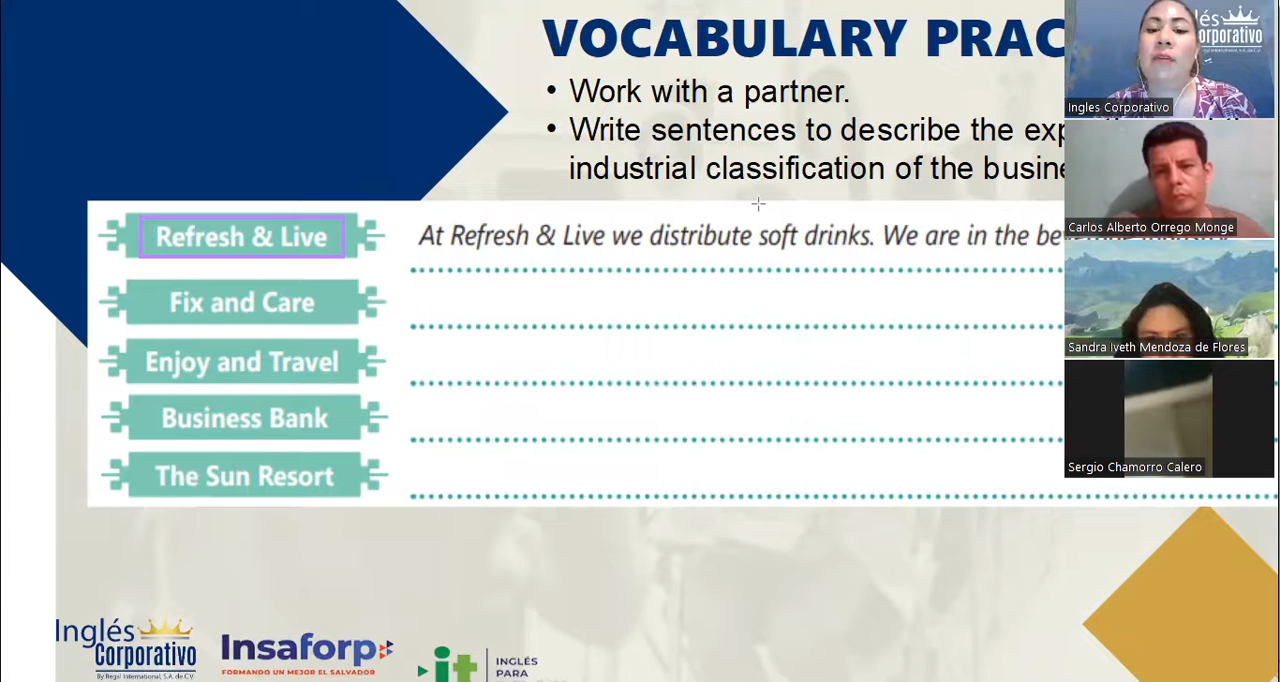 VOCABULARY PRAC
• Work with a partner.
• Write sentences to describe the exp
industrial classification of the busine
Refresh & Live
At Refresh & Live we distribute soft drinks. We are in the be
Fix and Care
Enjoy and Travel
Business Bank
The Sun Resort
lés
orporativo
Ingles Corporativo
Carlos Alberto Orrego Monge
Sandra Iveth Mendoza de Flores
Sergio Chamorro Calero
Inglés
Corporativo
By Regal International, S.A. de C.V.
Insaforp
FORMANDO UN MEJOR EL SALVADOR
it
INGLÉS
PARA